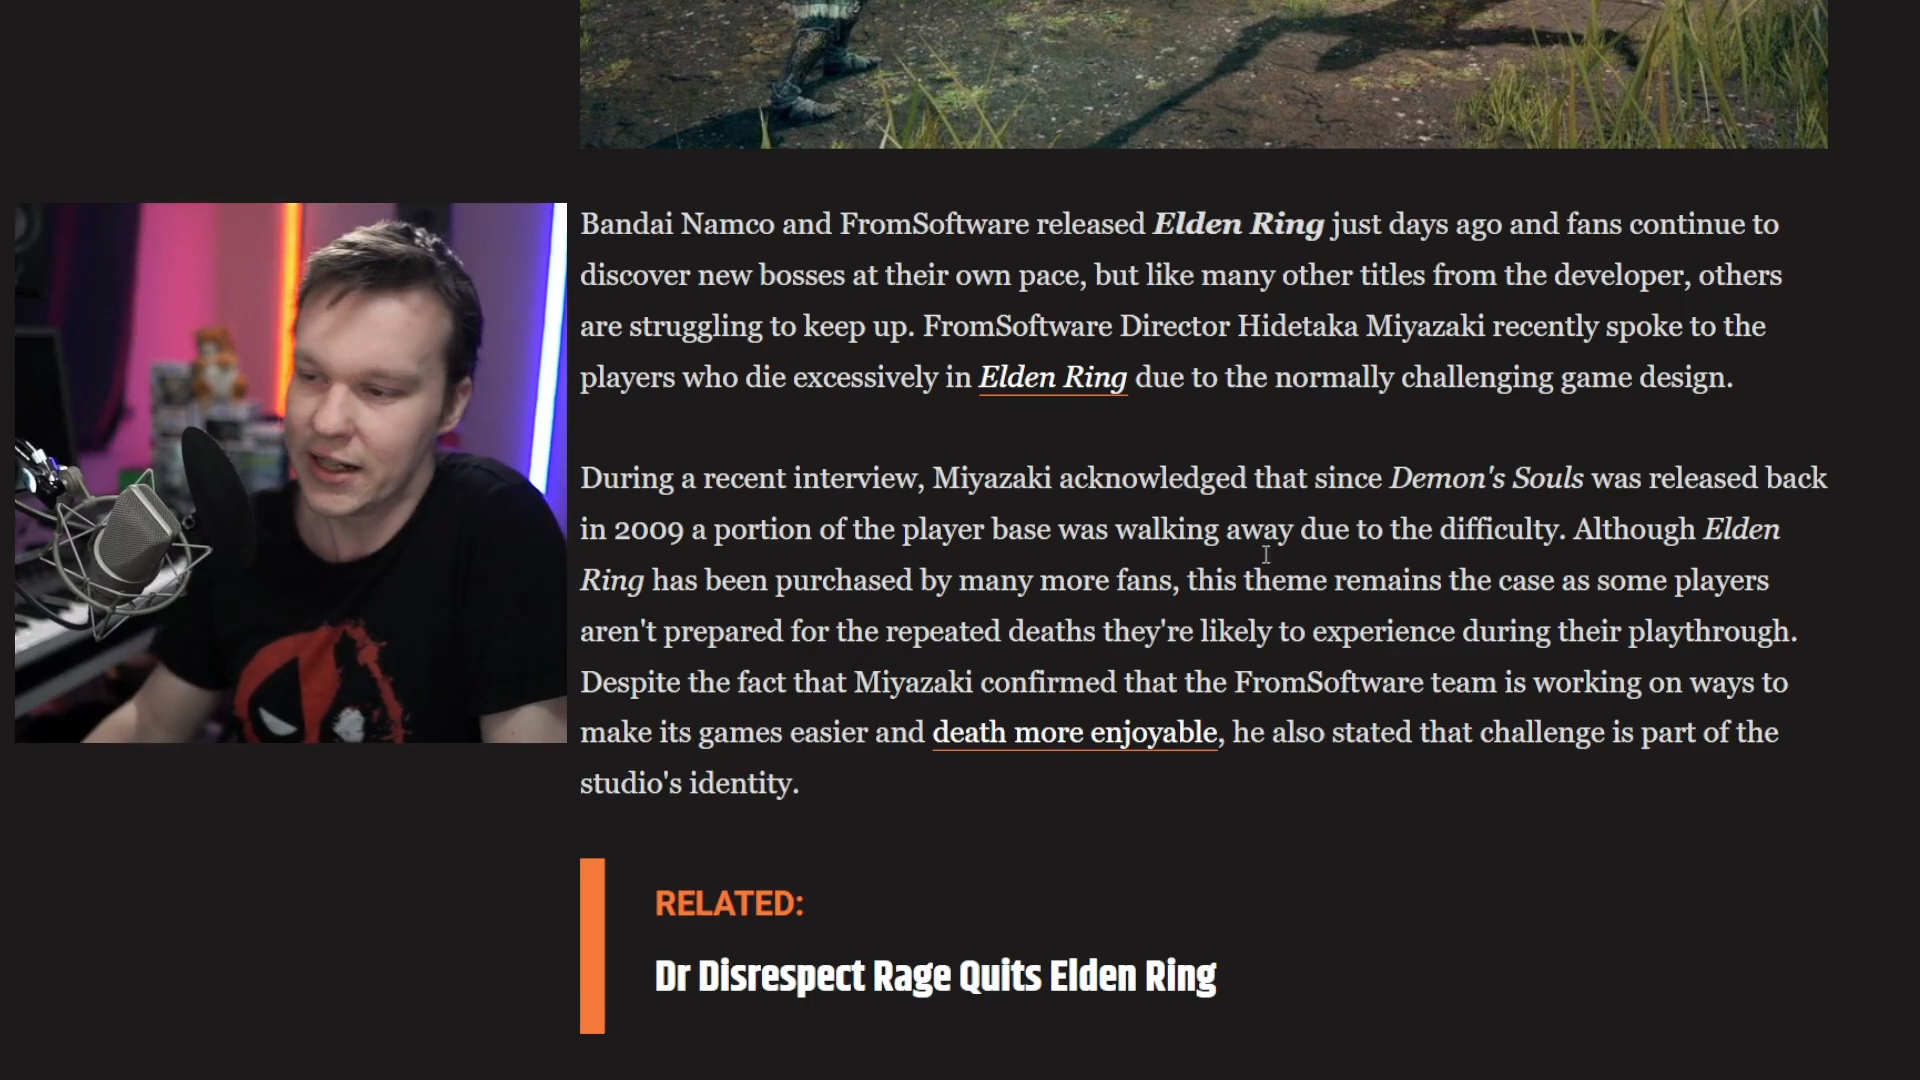 Bandai Namco and FromSoftware released Elden Ring just days ago and fans continue to
discover new bosses at their own pace, but like many other titles from the developer, others
are struggling to keep up. FromSoftware Director Hidetaka Miyazaki recently spoke to the
players who die excessively in Elden Ring due to the normally challenging game design.
During a recent interview, Miyazaki acknowledged that since Demon's Souls was released back
in 2009 a portion of the player base was walking away due to the difficulty. Although Elden
Ring has been purchased by many more fans, this theme remains the case as some players
aren't prepared for the repeated deaths they're likely to experience during their playthrough.
Despite the fact that Miyazaki confirmed that the FromSoftware team is working on ways to
make its games easier and death more enjoyable, he also stated that challenge is part of the
studio's identity.
RELATED:
Dr Disrespect Rage Quits Elden Ring